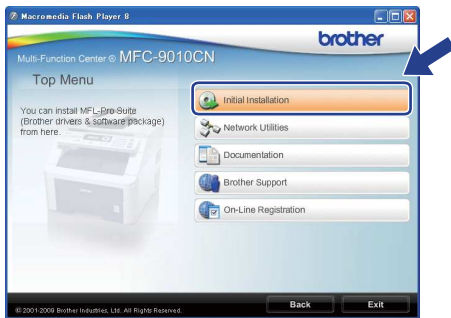 Macromedia Flash Player 8
brother
Multi-Function Center ® MFC-9010CN
Top Menu
You can install MFL-Pro Suite
(Brother drivers & software package)
from here.
Initial Installation
Network Utilities
Documentation
Brother Support
On-Line Registration
© 2001-2009 Brother Industries, Ltd. All Rights Reserved.
Back
Exit